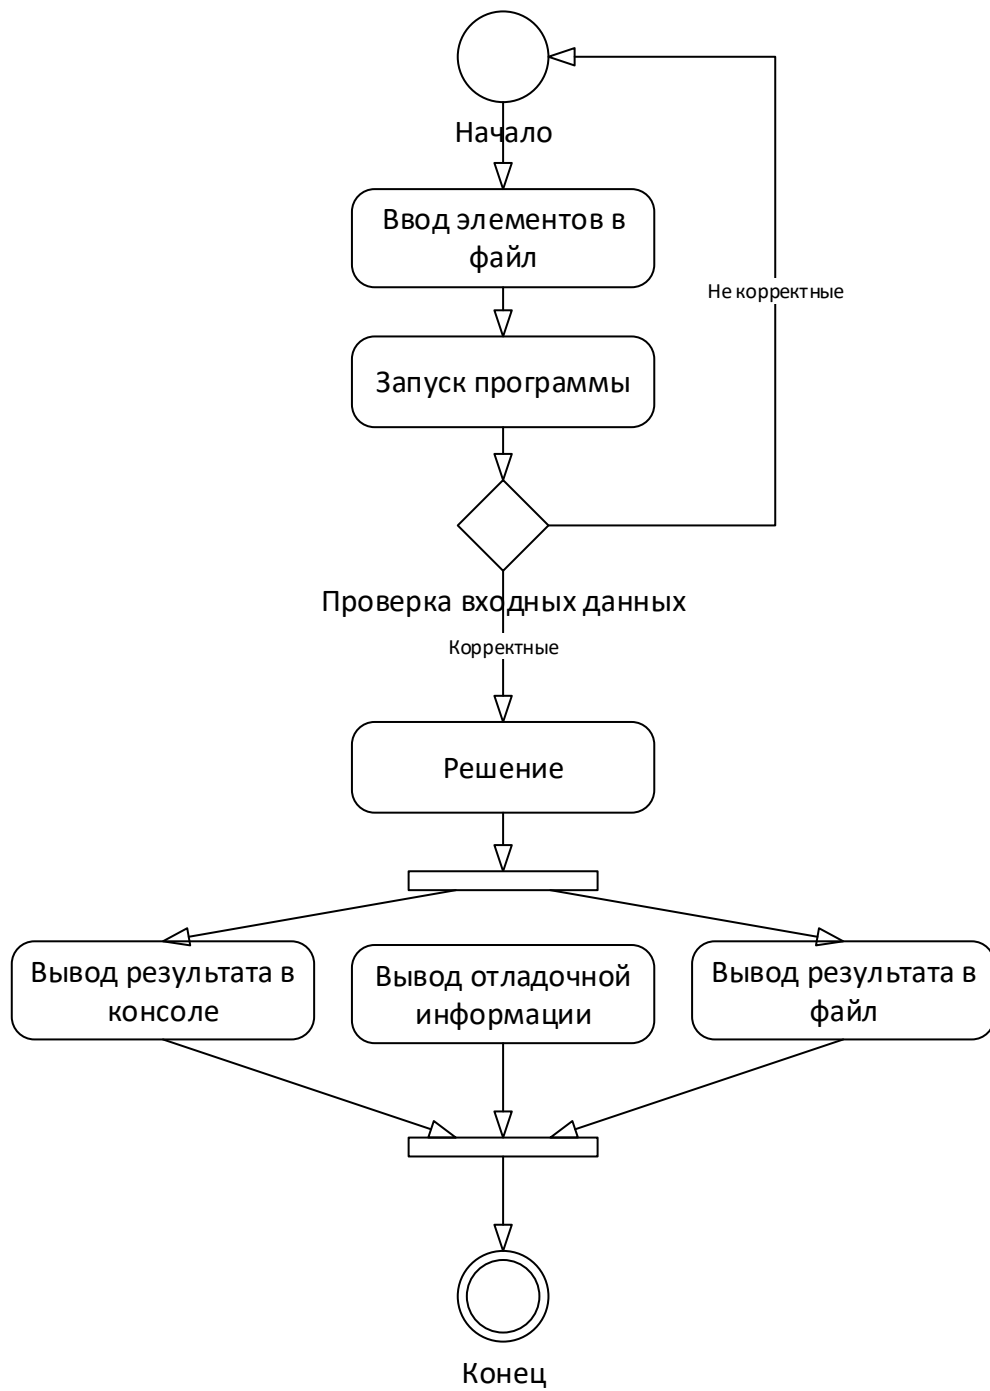 Начало
Ввод элементов в
файл
Не корректные
Запуск программы
Проверка входных данных
Корректные
Решение
Вывод результата в
консоле
Вывод отладочной
информации
Вывод результата в
файл
Конец